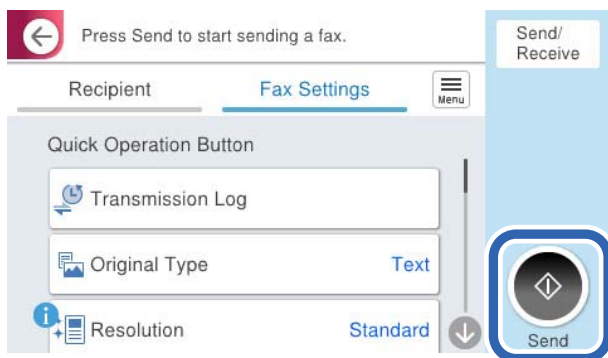 Press Send to start sending a fax.
Send/
Receive
Recipient
Fax Settings
Menu
Quick Operation Button
Transmission Log
Original Type
Text
Resolution
Standard
Send